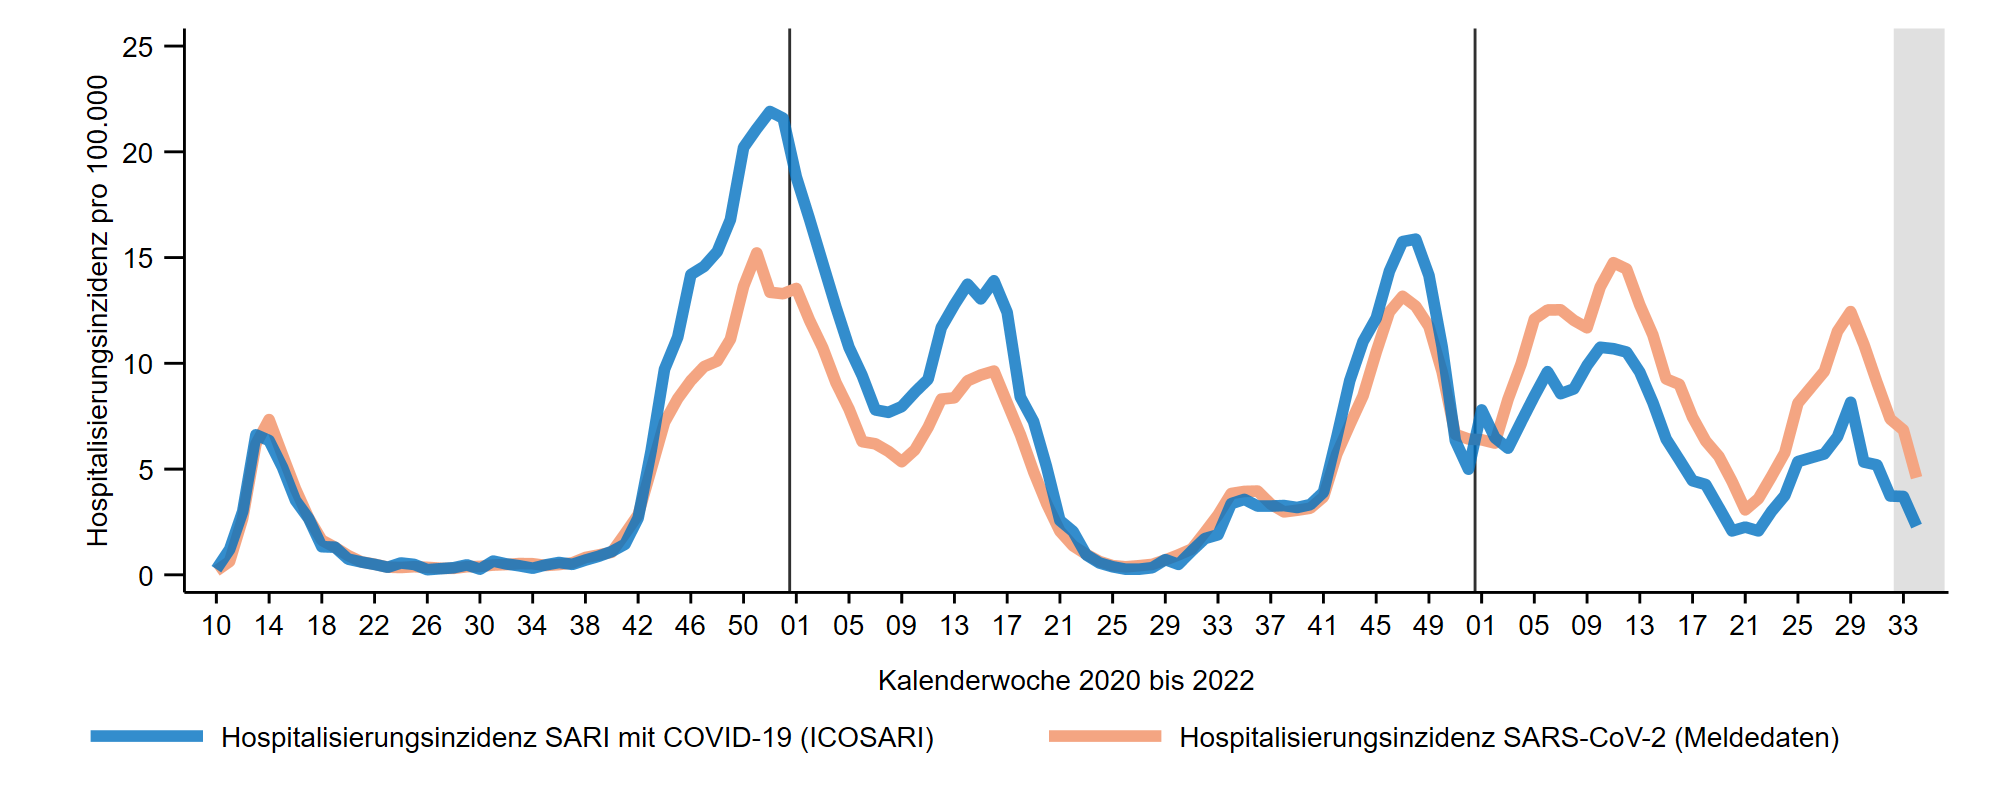 Hospitalisierungsinzidenz pro 100.000
25
20
15
10
5
0
10 14 18 22 26 30 34 38 42 46 50 01 05 09 13 17 21 25 29 33 37 41 45 49 01 05 09 13 17 21 25 29 33
Kalenderwoche 2020 bis 2022
Hospitalisierungsinzidenz SARI mit COVID-19 (ICOSARI)
Hospitalisierungsinzidenz SARS-CoV-2 (Meldedaten)